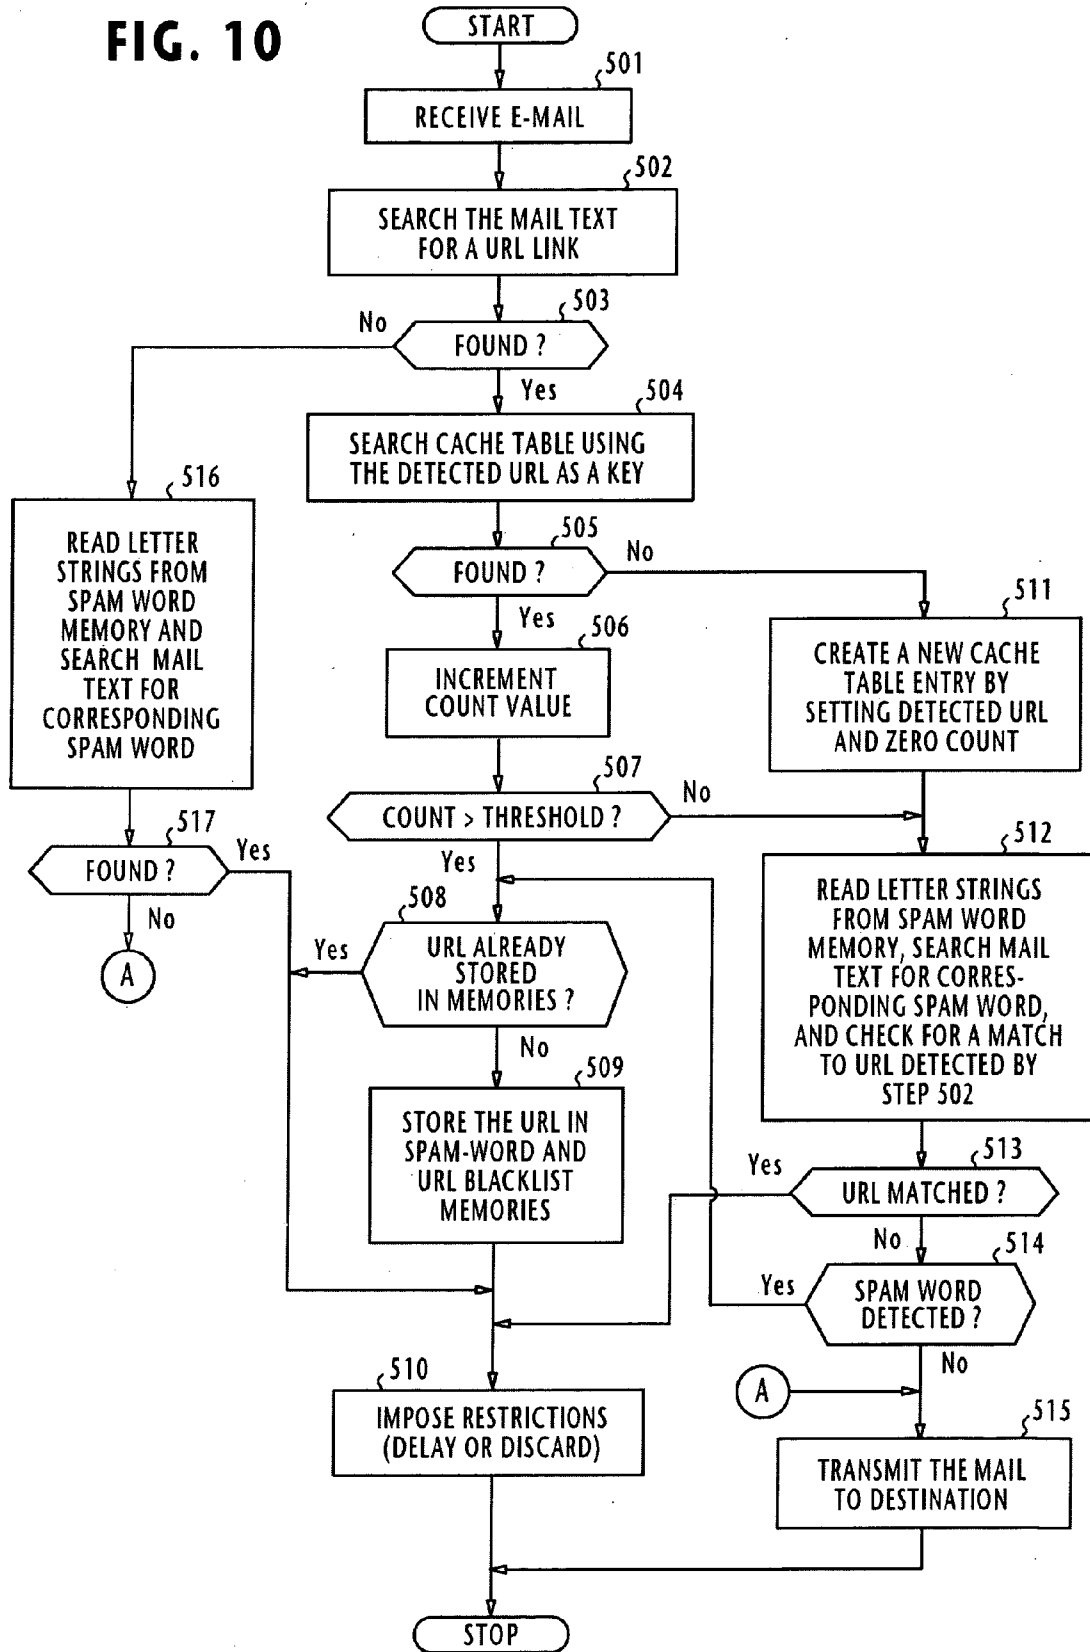 FIG. 10
START
501
RECEIVE E-MAIL
502
SEARCH THE MAIL TEXT
FOR A URL LINK
503
No
FOUND ?
Yes
504
SEARCH CACHE TABLE USING
THE DETECTED URL AS A KEY
516
READ LETTER
STRINGS FROM
SPAM WORD
MEMORY AND
SEARCH MAIL
TEXT FOR
CORRESPONDING
SPAM WORD
505
FOUND ?
No
Yes
506
INCREMENT
COUNT VALUE
511
CREATE A NEW CACHE
TABLE ENTRY BY
SETTING DETECTED URL
AND ZERO COUNT
507
COUNT > THRESHOLD ?
No
Yes
517
FOUND ?
Yes
No
A
508
URL ALREADY
STORED
IN MEMORIES ?
Yes
No
512
READ LETTER STRINGS
FROM SPAM WORD
MEMORY, SEARCH MAIL
TEXT FOR CORRES-
PONDING SPAM WORD,
AND CHECK FOR A MATCH
TO URL DETECTED BY
STEP 502
509
STORE THE URL IN
SPAM-WORD AND
URL BLACKLIST
MEMORIES
513
Yes
URL MATCHED ?
No
514
Yes
SPAM WORD
DETECTED ?
No
A
510
IMPOSE RESTRICTIONS
(DELAY OR DISCARD)
515
TRANSMIT THE MAIL
TO DESTINATION
STOP